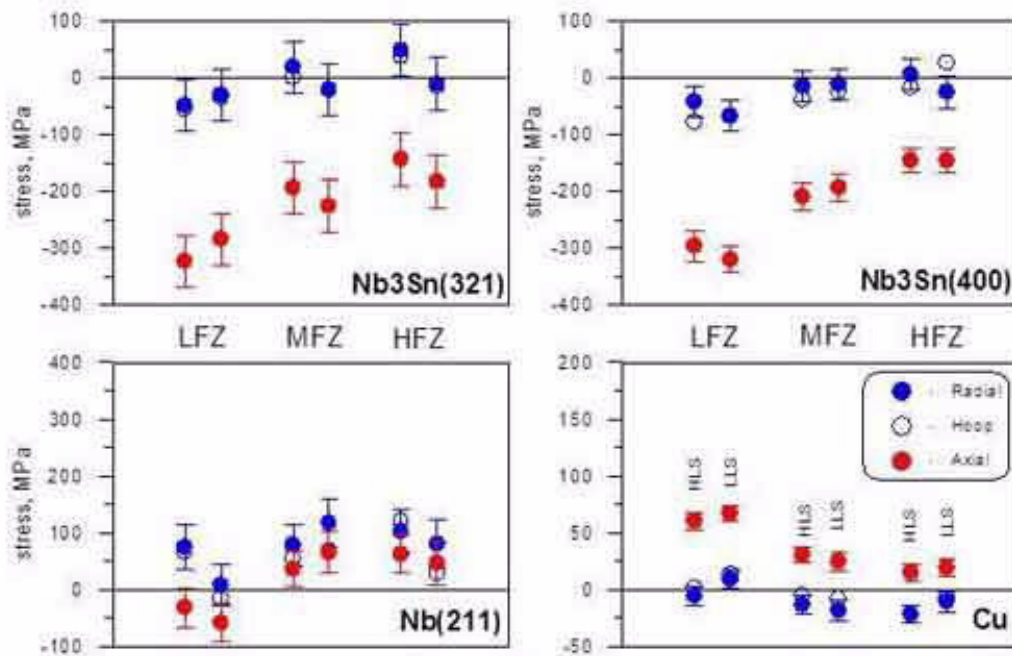 100
0
-100
-200
-300
-400
stress, MPa
Nb3Sn(321)
100
0
-100
-200
-300
-400
stress, MPa
Nb3Sn(400)
LFZ MFZ HFZ
LFZ MFZ HFZ
400
300
200
100
0
-100
stress, MPa
Nb(211)
200
150
100
50
0
-50
Radial
Hoop
Axial
HLS LLS HLS LLS HLS LLS
Cu